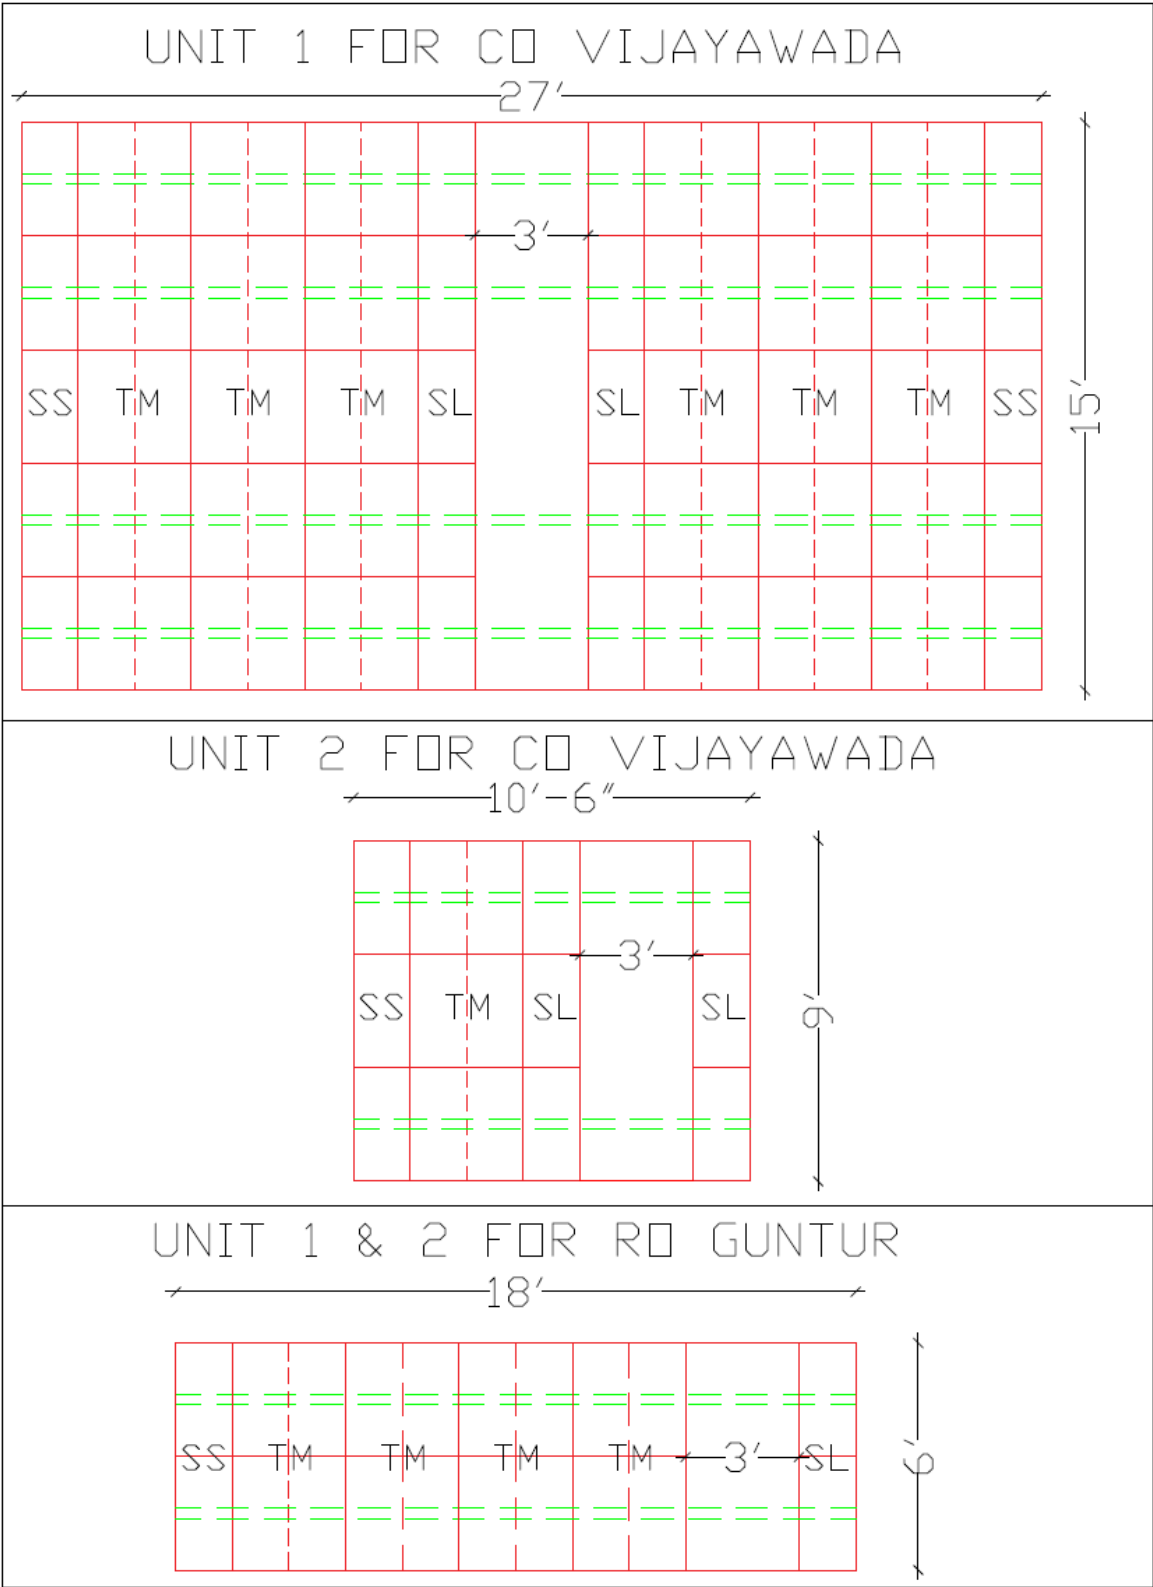 UNIT 1 FOR CO VIJAYAWADA
27'
3'
SS TM TM TM SL SL TM TM TM SS
15'
UNIT 2 FOR CO VIJAYAWADA
10'-6"
3'
SS TM SL SL
9'
UNIT 1 & 2 FOR RO GUNTUR
18'
SS TM TM TM TM 3' SL
6'